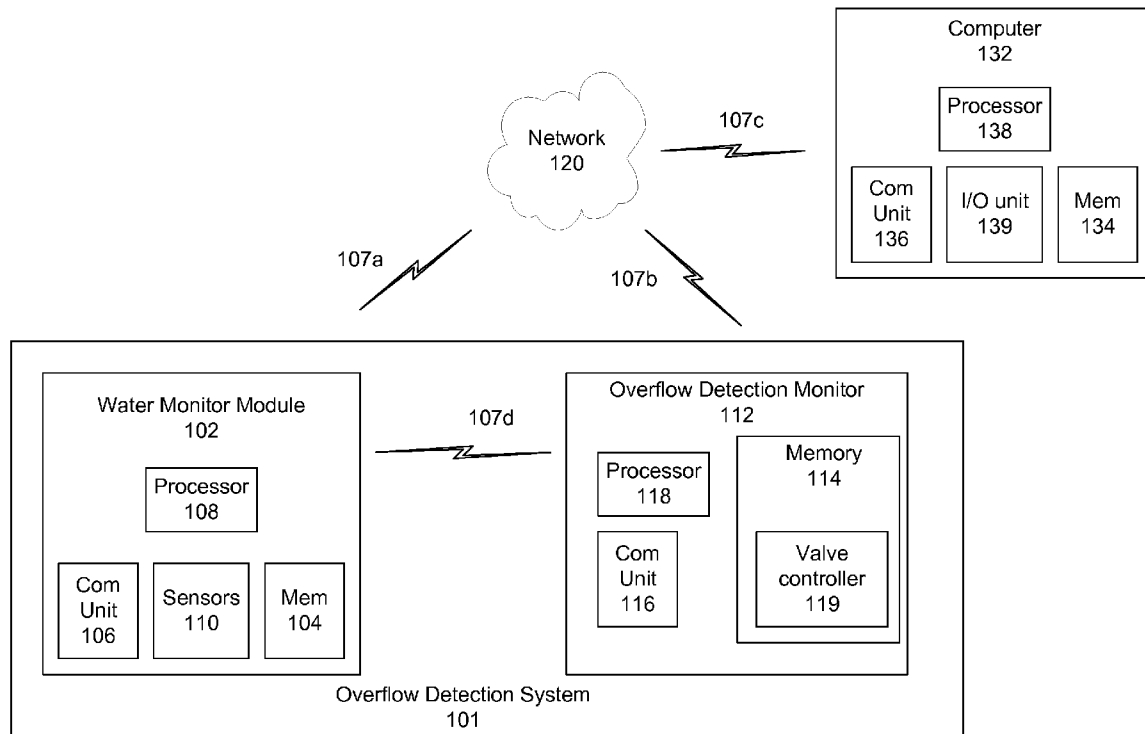 Computer
132
Processor
138
Com
Unit
136
I/O unit
139
Mem
134
Network
120
107c
107a
107b
Water Monitor Module
102
Processor
108
Com
Unit
106
Sensors
110
Mem
104
107d
Overflow Detection Monitor
112
Processor
118
Com
Unit
116
Memory
114
Valve
controller
119
Overflow Detection System
101